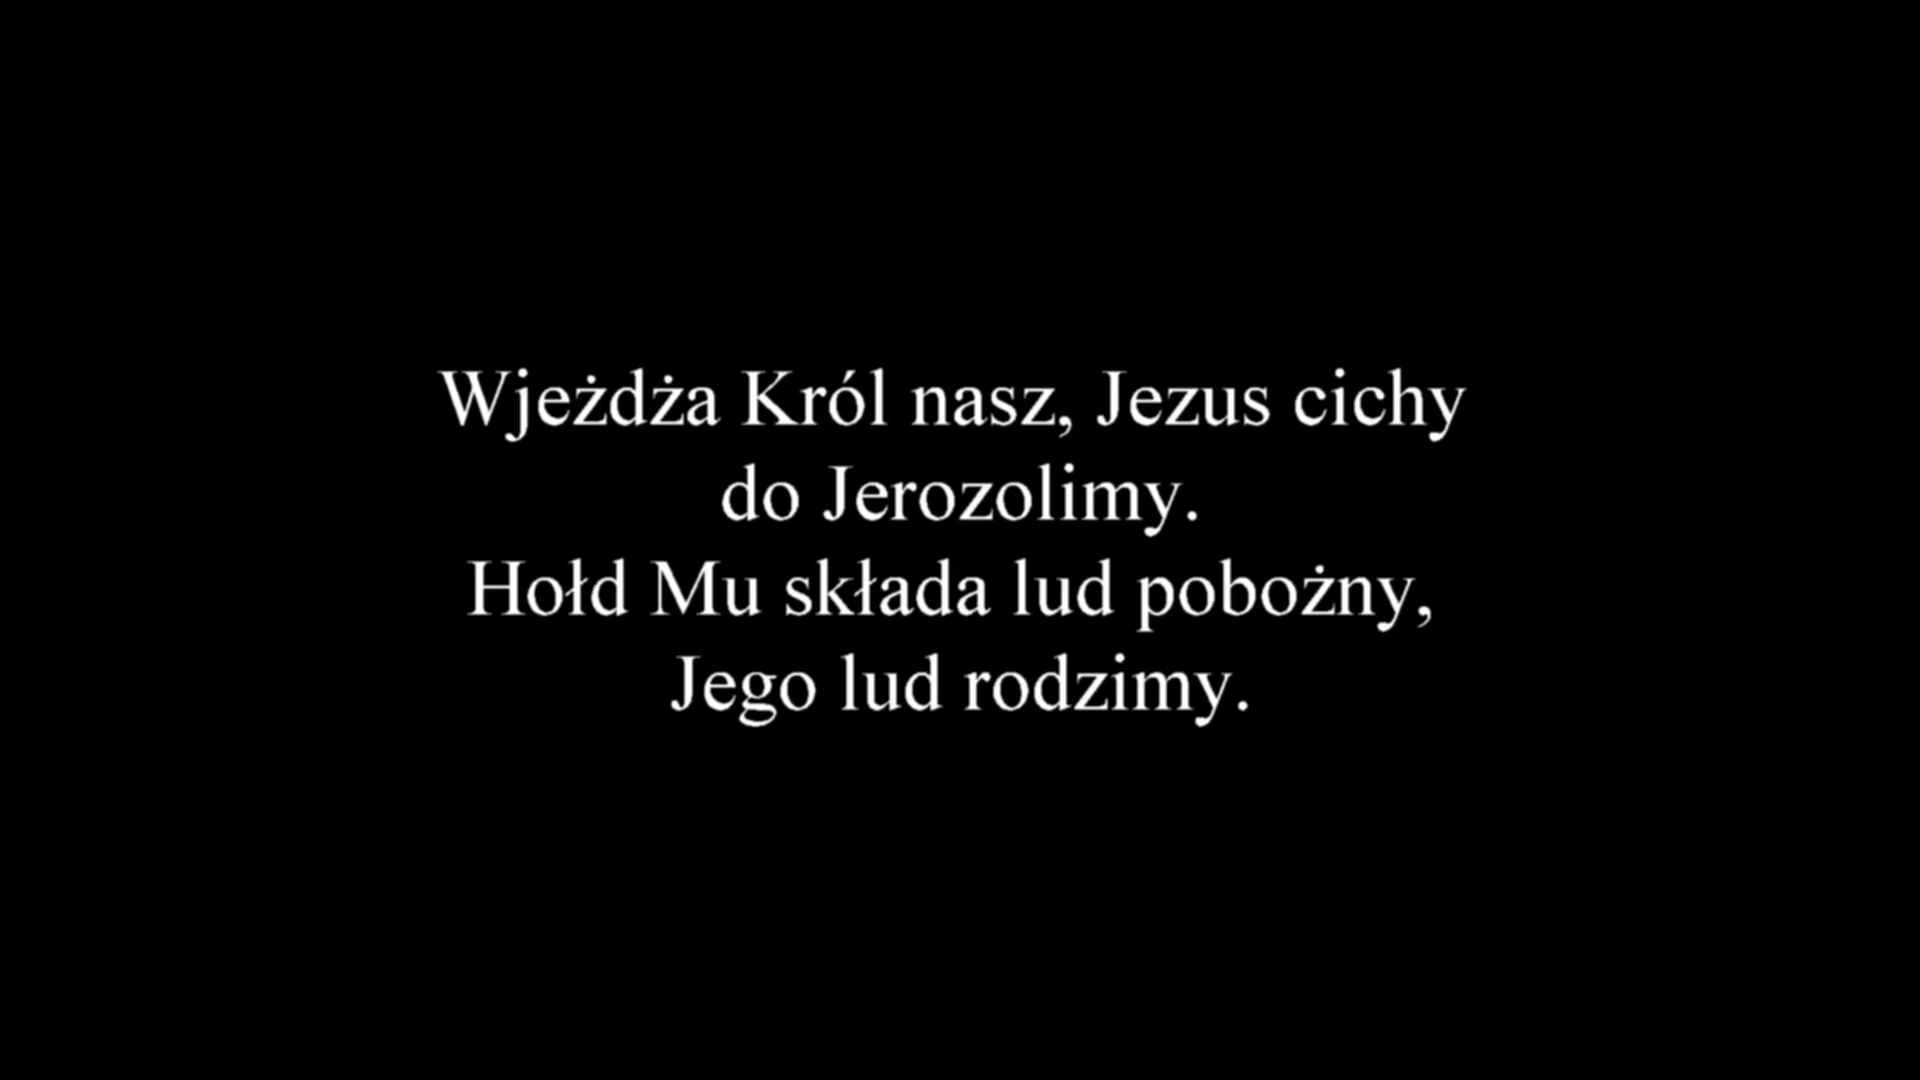 Wjeżdża Król nasz, Jezus cichy
do Jerozolimy.
Hołd Mu składa lud pobożny,
Jego lud rodzimy.